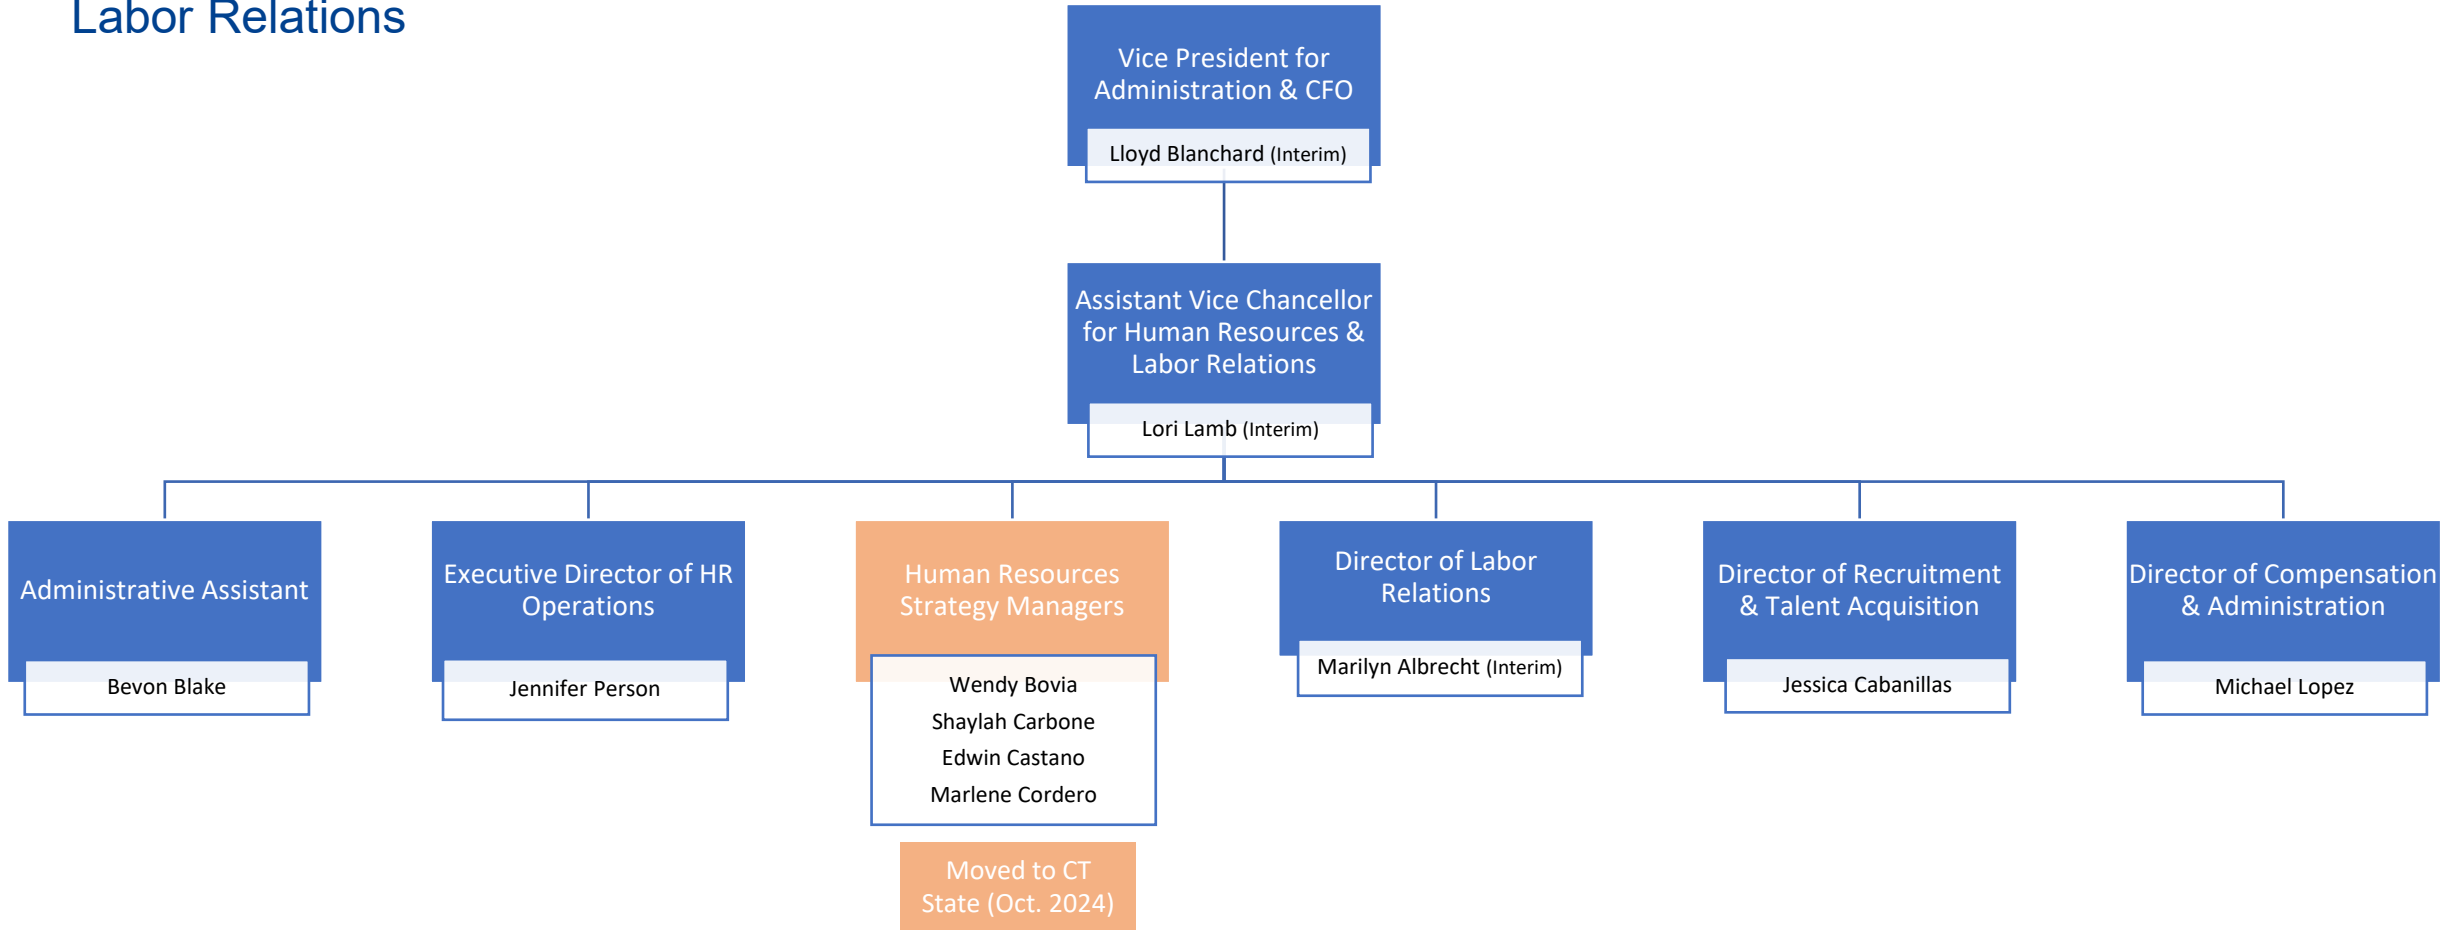 Labor Relations
Vice President for
Administration & CFO
Lloyd Blanchard (Interim)
Assistant Vice Chancellor
for Human Resources &
Labor Relations
Lori Lamb (Interim)
Administrative Assistant
Bevon Blake
Executive Director of HR
Operations
Jennifer Person
Human Resources
Strategy Managers
Wendy Bovia
Shaylah Carbone
Edwin Castano
Marlene Cordero
Moved to CT
State (Oct. 2024)
Director of Labor
Relations
Marilyn Albrecht (Interim)
Director of Recruitment
& Talent Acquisition
Jessica Cabanillas
Director of Compensation
& Administration
Michael Lopez